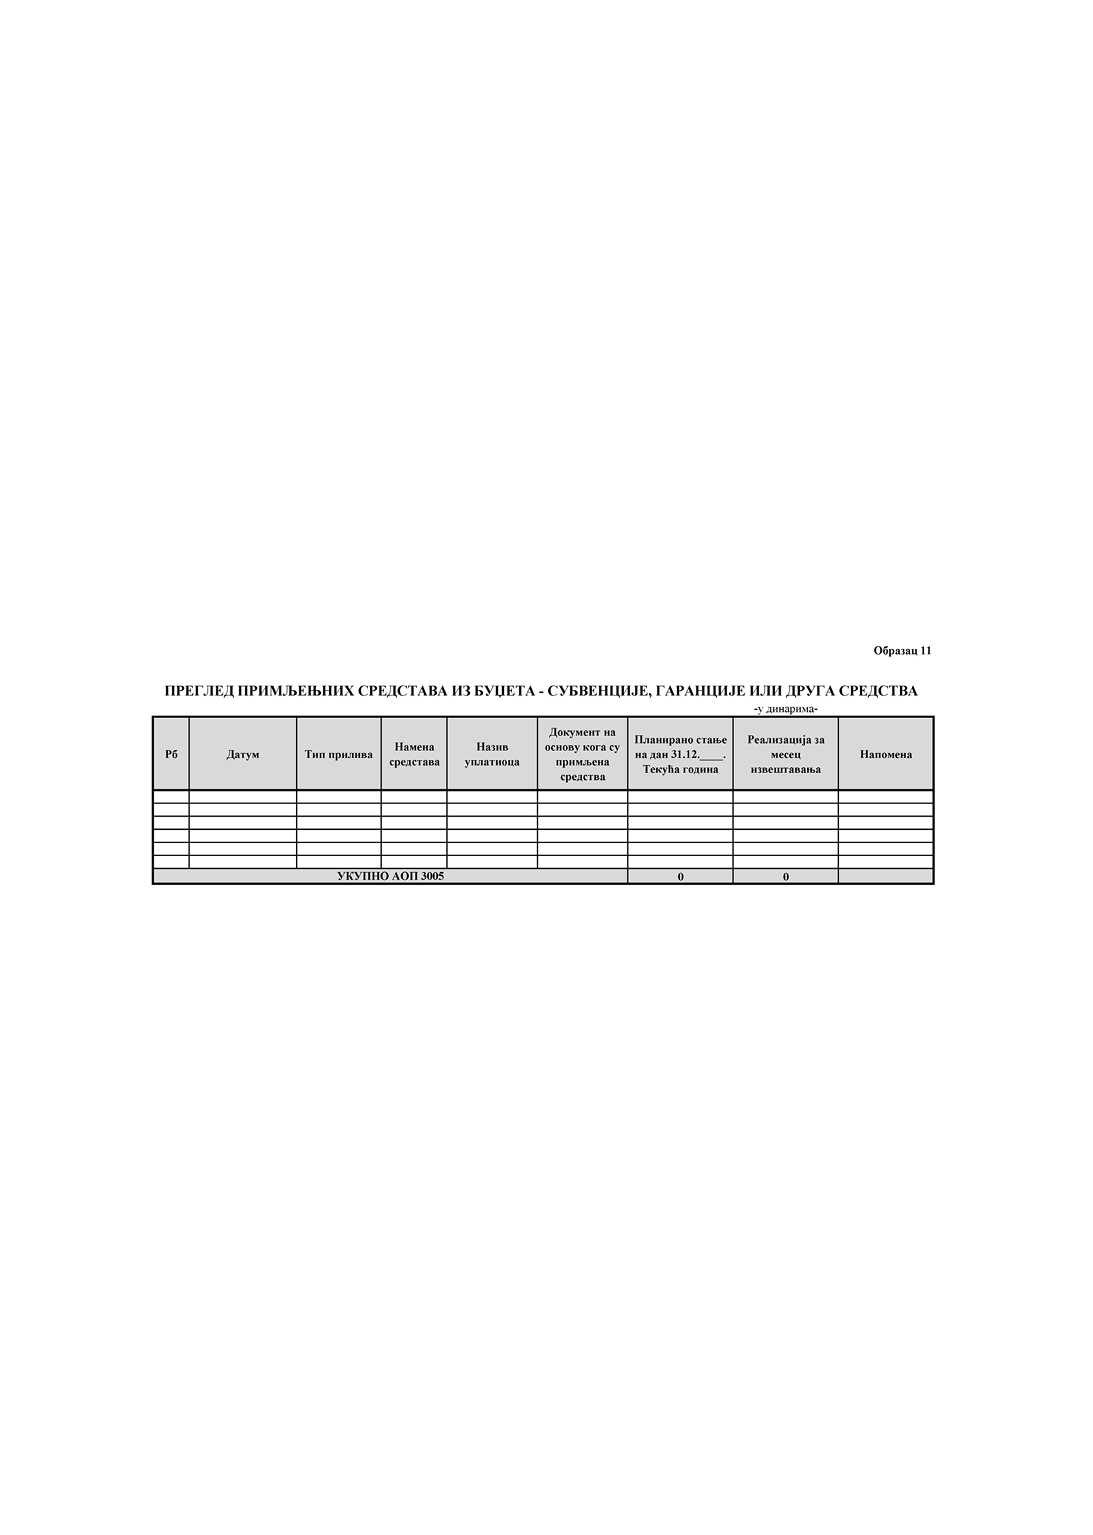 Образац 11
ПРЕГЛЕД ПРИМЉЕЊНИХ СРЕДСТАВА ИЗ БУЏЕТА - СУБВЕНЦИЈЕ, ГАРАНЦИЈЕ ИЛИ ДРУГА СРЕДСТВА
-у динарима-
Рб
Датум
Тип прилива
Намена
средстава
Назив
уплатиоца
Документ на
основу кога су
примљена
средства
Планирано стање
на дан 31.12.____.
Текућа година
Реализација за
месец
извештавања
Напомена
УКУПНО АОП 3005 0 0